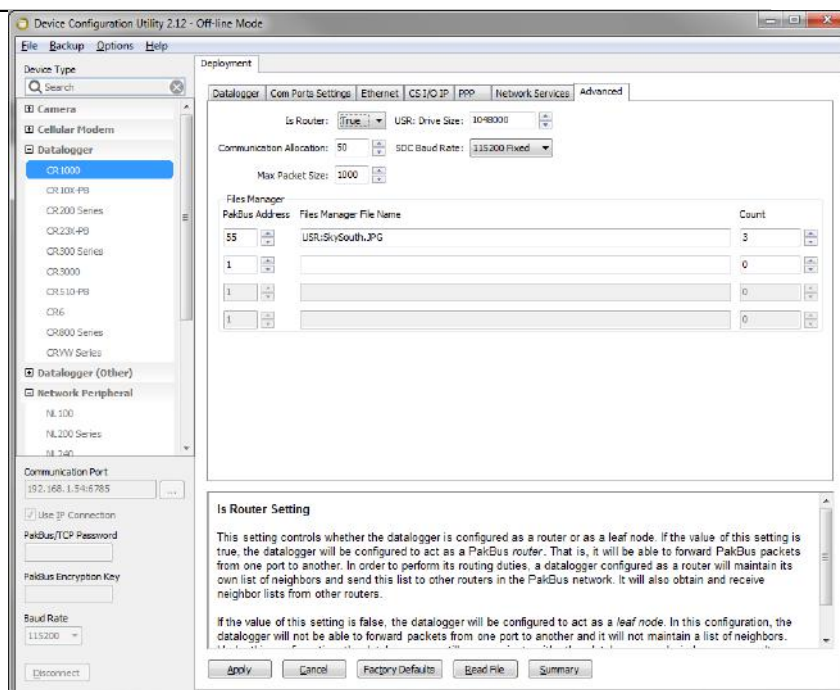 Device Configuration Utility 2.12 - Off-line Mode
File Backup Options Help
Device Type
Search
Camera
Cellular Modem
Datalogger
CR1000
CR10X-PB
CR200 Series
CR23X-PB
CR300 Series
CR3000
CR510-PB
CR6
CR800 Series
CRVW Series
Datalogger (Other)
Network Peripheral
NL100
NL200 Series
NL240
Communication Port
192.168.1.54:6785
...
Use IP Connection
PakBus/TCP Password
PakBus Encryption Key
Baud Rate
115200
Disconnect
Deployment
Datalogger Com Ports Settings Ethernet CS I/O IP PPP Network Services Advanced
Is Router: True USR: Drive Size: 1048000
Communication Allocation: 50 SDC Baud Rate: 115200 Fixed
Max Packet Size: 1000
Files Manager
PakBus Address Files Manager File Name Count
55 USR:SkySouth.JPG 3
1 0
1 0
1 0
Is Router Setting
This setting controls whether the datalogger is configured as a router or as a leaf node. If the value of this setting is
true, the datalogger will be configured to act as a PakBus router. That is, it will be able to forward PakBus packets
from one port to another. In order to perform its routing duties, a datalogger configured as a router will maintain its
own list of neighbors and send this list to other routers in the PakBus network. It will also obtain and receive
neighbor lists from other routers.
If the value of this setting is false, the datalogger will be configured to act as a leaf node. In this configuration, the
datalogger will not be able to forward packets from one port to another and it will not maintain a list of neighbors.
Apply Cancel Factory Defaults Read File Summary